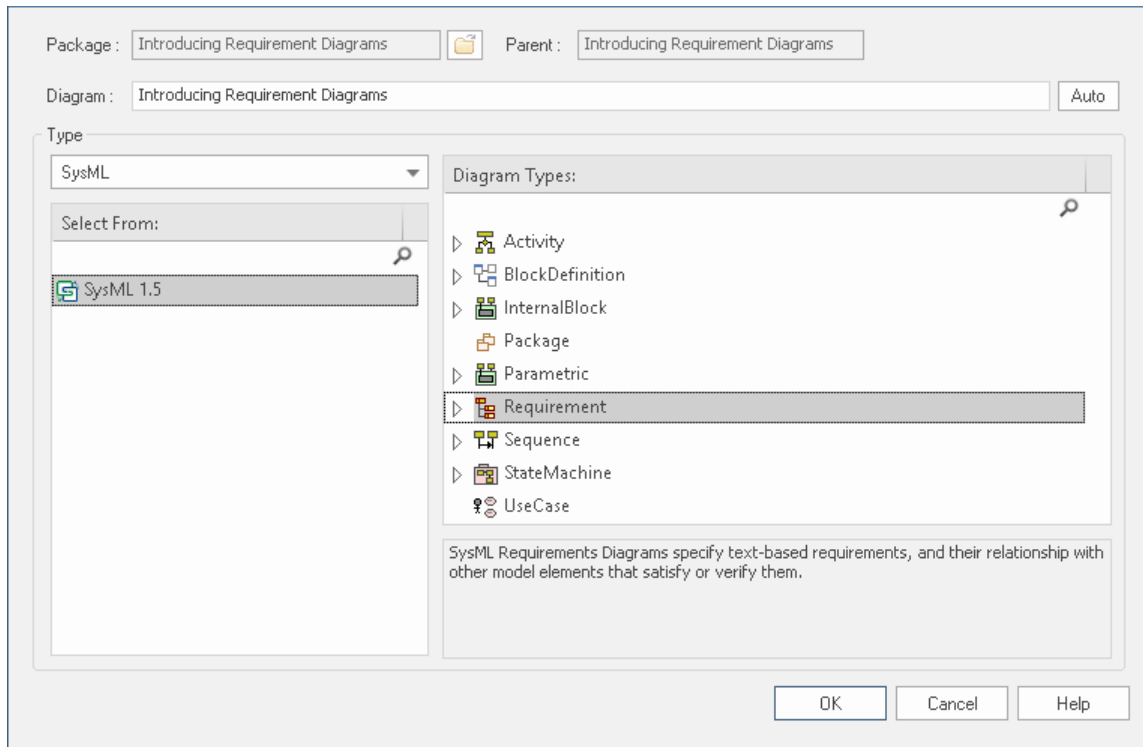 Package : Introducing Requirement Diagrams Parent : Introducing Requirement Diagrams
Diagram : Introducing Requirement Diagrams Auto
Type
SysML
Select From:
SysML 1.5
Diagram Types:
Activity
BlockDefinition
InternalBlock
Package
Parametric
Requirement
Sequence
StateMachine
UseCase
SysML Requirements Diagrams specify text-based requirements, and their relationship with
other model elements that satisfy or verify them.
OK Cancel Help